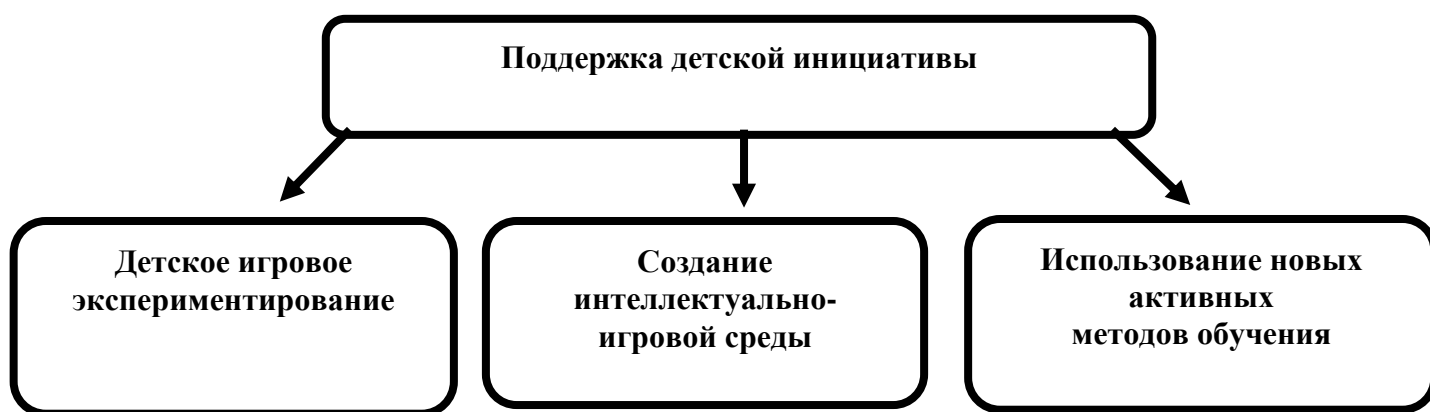 Поддержка детской инициативы
Детское игровое
экспериментирование
Создание
интеллектуально-
игровой среды
Использование новых
активных
методов обучения